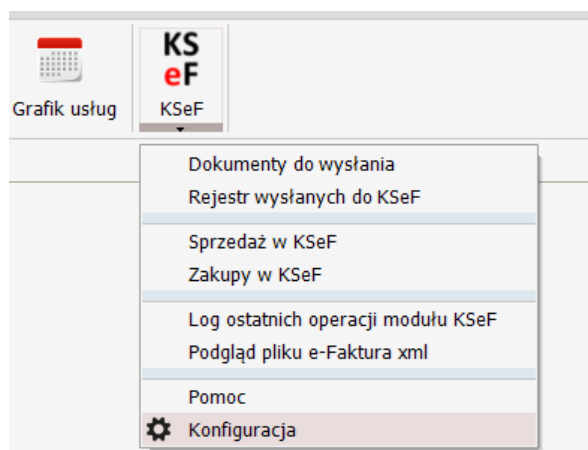 KS
eF
Grafik usług
KSeF
Dokumenty do wysłania
Rejestr wysłanych do KSeF
Sprzedaż w KSeF
Zakupy w KSeF
Log ostatnich operacji modułu KSeF
Podgląd pliku e-Faktura xml
Pomoc
Konfiguracja